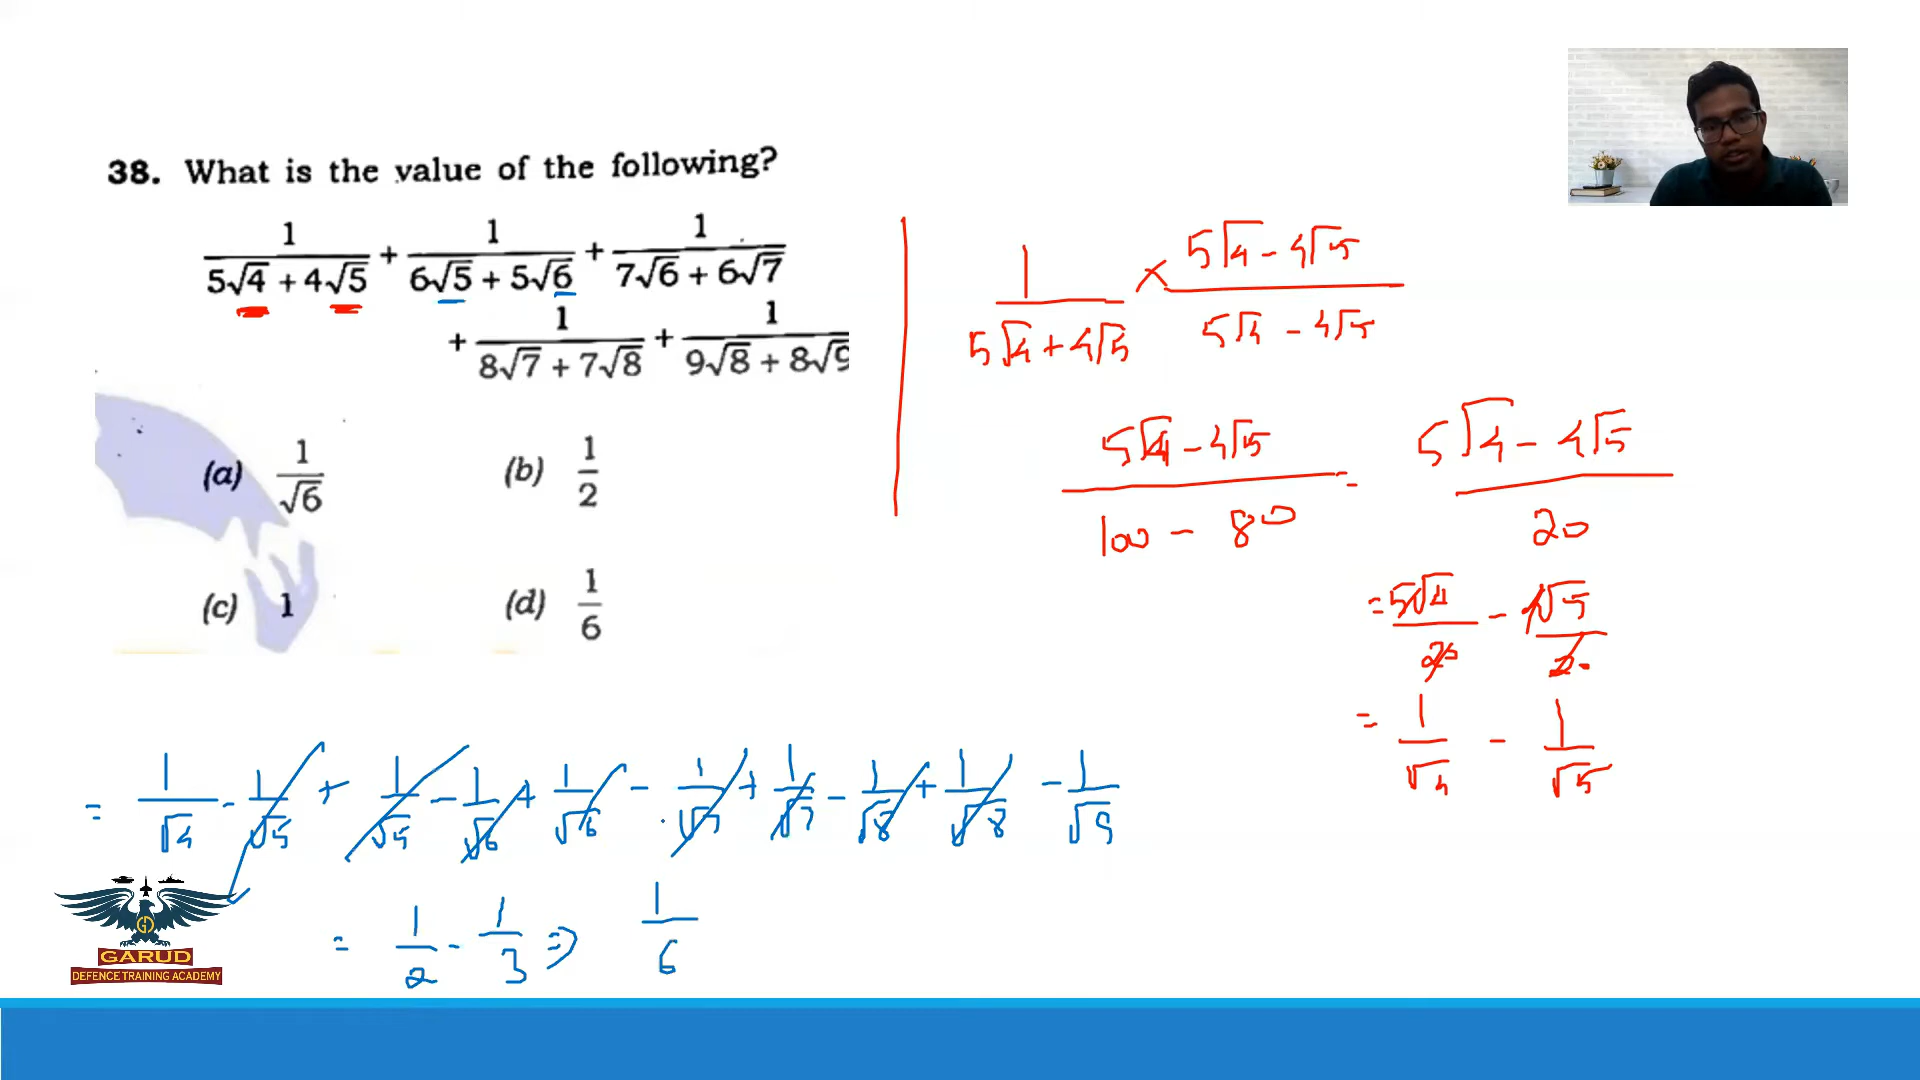 38. What is the value of the following?
1/(5√4 + 4√5) + 1/(6√5 + 5√6) + 1/(7√6 + 6√7)
+ 1/(8√7 + 7√8) + 1/(9√8 + 8√9
(a) 1/√6 (b) 1/2
(c) 1 (d) 1/6
1/(5√4 + 4√5) × (5√4 - 4√5)/(5√4 - 4√5)
(5√4 - 4√5)/(100 - 80) = (5√4 - 4√5)/20
= 5√4/20 - 4√5/20
= 1/√4 - 1/√5
= 1/√4 - 1/√5 + 1/√5 - 1/√6 + 1/√6 - 1/√7 + 1/√7 - 1/√8 + 1/√8 - 1/√9
= 1/2 - 1/3 ⇒ 1/6
GARUD
DEFENCE TRAINING ACADEMY